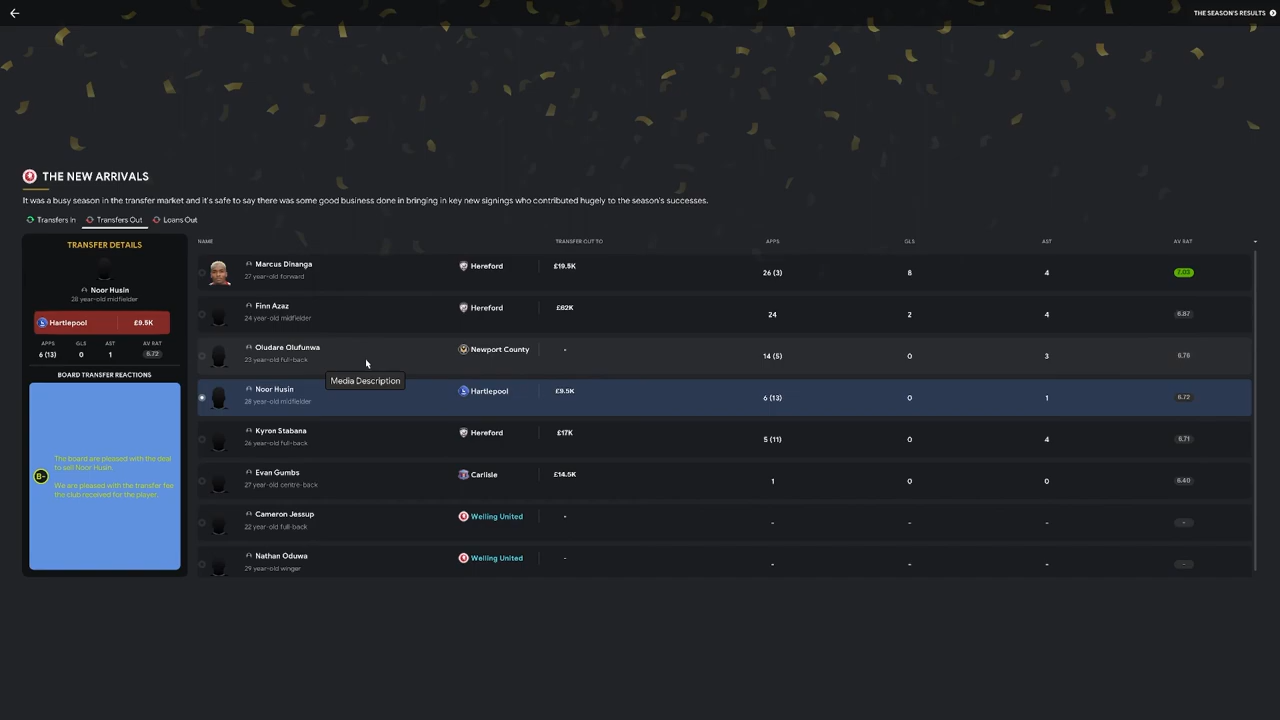 THE SEASON'S RESULTS
THE NEW ARRIVALS
It was a busy season in the transfer market and it's safe to say there was some good business done in bringing in key new signings who contributed hugely to the season's successes.
Transfers In Transfers Out Loans Out
TRANSFER DETAILS
Noor Husin
28 year-old midfielder
Hartlepool £9.5K
APPS GLS AST AV RAT
6 (13) 0 1 6.72
BOARD TRANSFER REACTIONS
B-
The board are pleased with the deal
to sell Noor Husin.
We are pleased with the transfer fee
the club received for the player.
NAME TRANSFER OUT TO APPS GLS AST AV RAT
Marcus Dinanga Hereford £19.5K 26 (3) 8 4 7.03
27 year-old forward
Finn Azaz Hereford £62K 24 2 4 6.87
24 year-old midfielder
Oludare Olufunwa Newport County - 14 (5) 0 3 6.76
23 year-old full-back
Media Description
Noor Husin Hartlepool £9.5K 6 (13) 0 1 6.72
28 year-old midfielder
Kyron Stabana Hereford £17K 5 (11) 0 4 6.71
26 year-old full-back
Evan Gumbs Carlisle £14.5K 1 0 0 6.40
27 year-old centre-back
Cameron Jessup Welling United - - - - -
22 year-old full-back
Nathan Oduwa Welling United - - - - -
29 year-old winger